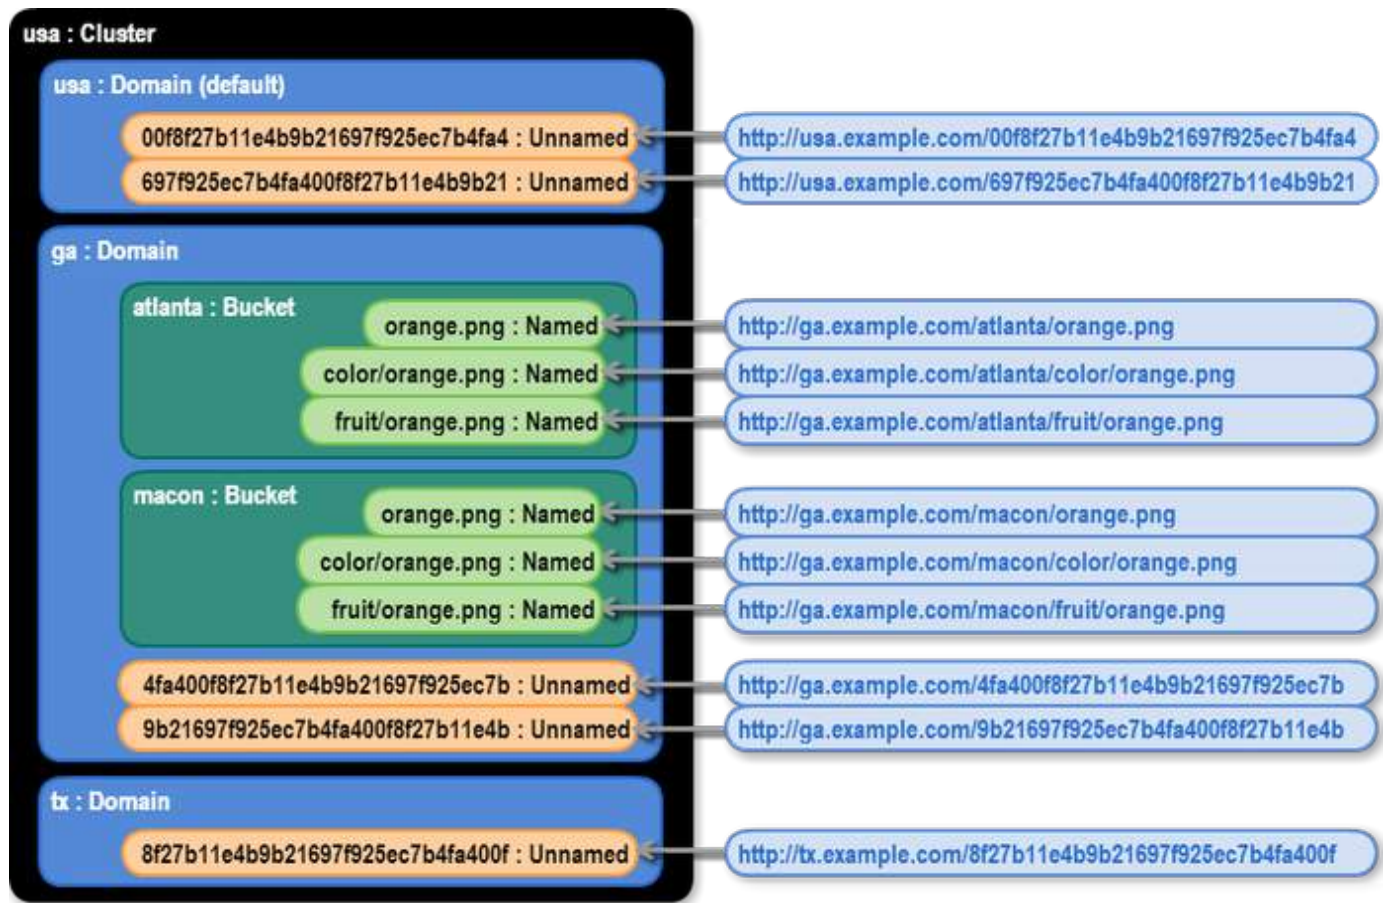 usa : Cluster
usa : Domain (default)
00f8f27b11e4b9b21697f925ec7b4fa4 : Unnamed
http://usa.example.com/00f8f27b11e4b9b21697f925ec7b4fa4
697f925ec7b4fa400f8f27b11e4b9b21 : Unnamed
http://usa.example.com/697f925ec7b4fa400f8f27b11e4b9b21
ga : Domain
atlanta : Bucket
orange.png : Named
http://ga.example.com/atlanta/orange.png
color/orange.png : Named
http://ga.example.com/atlanta/color/orange.png
fruit/orange.png : Named
http://ga.example.com/atlanta/fruit/orange.png
macon : Bucket
orange.png : Named
http://ga.example.com/macon/orange.png
color/orange.png : Named
http://ga.example.com/macon/color/orange.png
fruit/orange.png : Named
http://ga.example.com/macon/fruit/orange.png
4fa400f8f27b11e4b9b21697f925ec7b : Unnamed
http://ga.example.com/4fa400f8f27b11e4b9b21697f925ec7b
9b21697f925ec7b4fa400f8f27b11e4b : Unnamed
http://ga.example.com/9b21697f925ec7b4fa400f8f27b11e4b
tx : Domain
8f27b11e4b9b21697f925ec7b4fa400f : Unnamed
http://tx.example.com/8f27b11e4b9b21697f925ec7b4fa400f